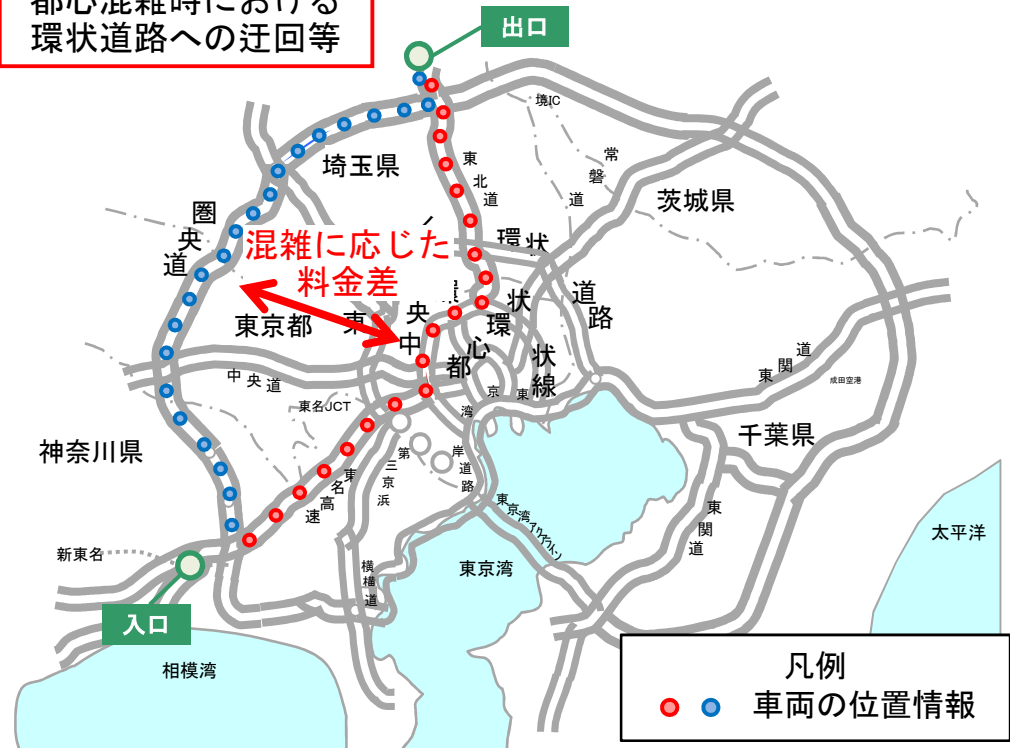 都心混雑時における
環状道路への迂回等
出口
境IC
常磐道
埼玉県
東北道
茨城県
圏央道
混雑に応じた
料金差
環状
道路
東京都
東
中央環状
都心環状線
中央道
東関道
成田空港
東名JCT
京東
湾岸道路
神奈川県
千葉県
第三京浜
東名高速
東関道
東京湾アクアライン
新東名
横横道
東京湾
太平洋
入口
相模湾
凡例
車両の位置情報